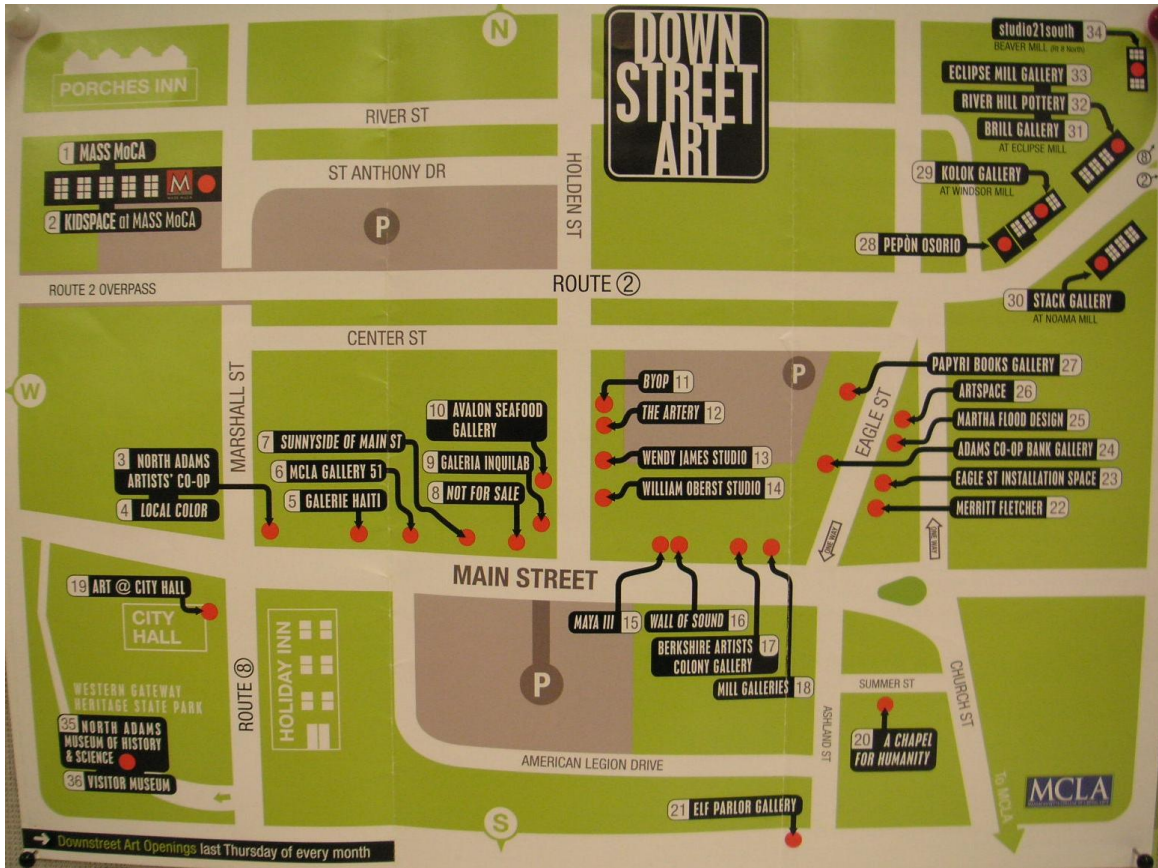 N
DOWN
STREET
ART
PORCHES INN
RIVER ST
ST ANTHONY DR
HOLDEN ST
P
1 MASS MoCA
M
2 KIDSPACE at MASS MoCA
studio21south 34
BEAVER MILL (Rt 8 North)
ECLIPSE MILL GALLERY 33
RIVER HILL POTTERY 32
BRILL GALLERY 31
AT ECLIPSE MILL
8
2
29 KOLOK GALLERY
AT WINDSOR MILL
28 PEPÒN OSORIO
30 STACK GALLERY
AT NOAMA MILL
ROUTE 2 OVERPASS
ROUTE 2
CENTER ST
W
MARSHALL ST
P
EAGLE ST
3 NORTH ADAMS
ARTISTS' CO-OP
4 LOCAL COLOR
5 GALERIE HAITI
6 MCLA GALLERY 51
7 SUNNYSIDE OF MAIN ST
8 NOT FOR SALE
9 GALERIA INQUILAB
10 AVALON SEAFOOD
GALLERY
BYOP 11
THE ARTERY 12
WENDY JAMES STUDIO 13
WILLIAM OBERST STUDIO 14
PAPYRI BOOKS GALLERY 27
ARTSPACE 26
MARTHA FLOOD DESIGN 25
ADAMS CO-OP BANK GALLERY 24
EAGLE ST INSTALLATION SPACE 23
MERRITT FLETCHER 22
ONE WAY
ONE WAY
MAIN STREET
MAYA III 15
WALL OF SOUND 16
BERKSHIRE ARTISTS 17
COLONY GALLERY
MILL GALLERIES 18
19 ART @ CITY HALL
CITY
HALL
HOLIDAY INN
ROUTE 8
P
WESTERN GATEWAY
HERITAGE STATE PARK
35 NORTH ADAMS
MUSEUM OF HISTORY
& SCIENCE
36 VISITOR MUSEUM
AMERICAN LEGION DRIVE
ASHLAND ST
SUMMER ST
CHURCH ST
20 A CHAPEL
FOR HUMANITY
21 ELF PARLOR GALLERY
To MCLA
MCLA
S
Downstreet Art Openings last Thursday of every month